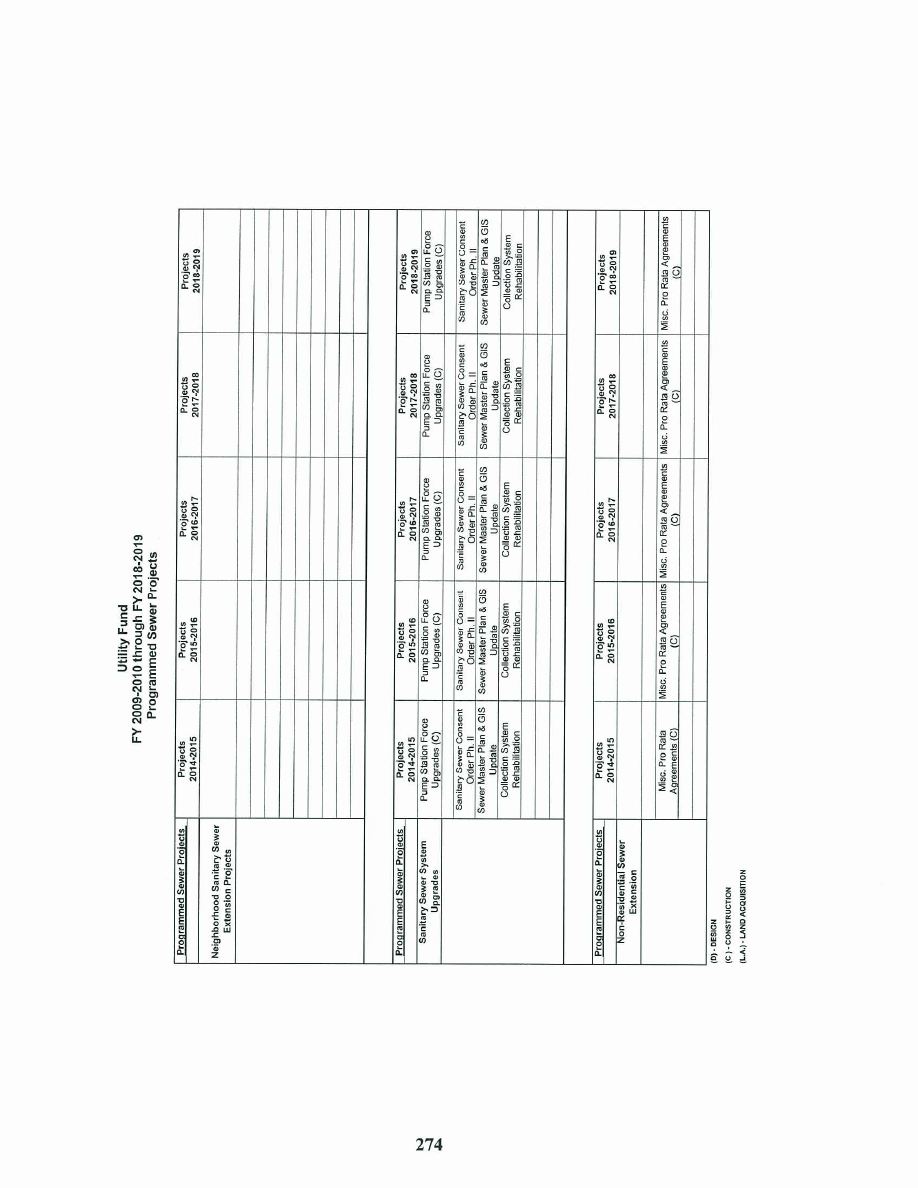 Utility Fund
FY 2009-2010 through FY 2018-2019
Programmed Sewer Projects
Programmed Sewer Projects
Projects
2014-2015
Projects
2015-2016
Projects
2016-2017
Projects
2017-2018
Projects
2018-2019
Neighborhood Sanitary Sewer
Extension Projects
Programmed Sewer Projects
Projects
2014-2015
Projects
2015-2016
Projects
2016-2017
Projects
2017-2018
Projects
2018-2019
Sanitary Sewer System
Upgrades
Pump Station Force
Upgrades (C)
Pump Station Force
Upgrades (C)
Pump Station Force
Upgrades (C)
Pump Station Force
Upgrades (C)
Pump Station Force
Upgrades (C)
Sanitary Sewer Consent
Order Ph. II
Sanitary Sewer Consent
Order Ph. II
Sanitary Sewer Consent
Order Ph. II
Sanitary Sewer Consent
Order Ph. II
Sanitary Sewer Consent
Order Ph. II
Sewer Master Plan & GIS
Update
Sewer Master Plan & GIS
Update
Sewer Master Plan & GIS
Update
Sewer Master Plan & GIS
Update
Sewer Master Plan & GIS
Update
Collection System
Rehabilitation
Collection System
Rehabilitation
Collection System
Rehabilitation
Collection System
Rehabilitation
Collection System
Rehabilitation
Programmed Sewer Projects
Projects
2014-2015
Projects
2015-2016
Projects
2016-2017
Projects
2017-2018
Projects
2018-2019
Non-Residential Sewer
Extension
Misc. Pro Rata
Agreements (C)
Misc. Pro Rata Agreements
(C)
Misc. Pro Rata Agreements
(C)
Misc. Pro Rata Agreements
(C)
Misc. Pro Rata Agreements
(C)
(D) - DESIGN
(C ) - CONSTRUCTION
(L.A.) - LAND ACQUISITION
274